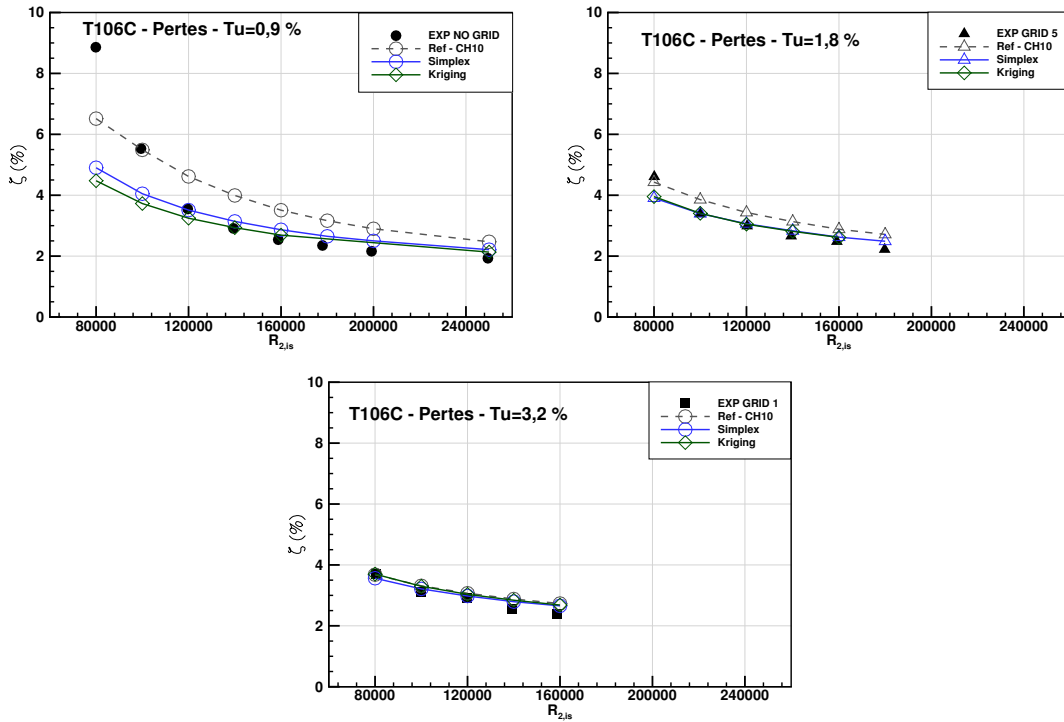 T106C - Pertes - Tu=0,9 %
EXP NO GRID
Ref - CH10
Simplex
Kriging
ζ (%)
10
8
6
4
2
0
80000 120000 160000 200000 240000
R2,is
T106C - Pertes - Tu=1,8 %
EXP GRID 5
Ref - CH10
Simplex
Kriging
ζ (%)
10
8
6
4
2
0
80000 120000 160000 200000 240000
R2,is
T106C - Pertes - Tu=3,2 %
EXP GRID 1
Ref - CH10
Simplex
Kriging
ζ (%)
10
8
6
4
2
0
80000 120000 160000 200000 240000
R2,is